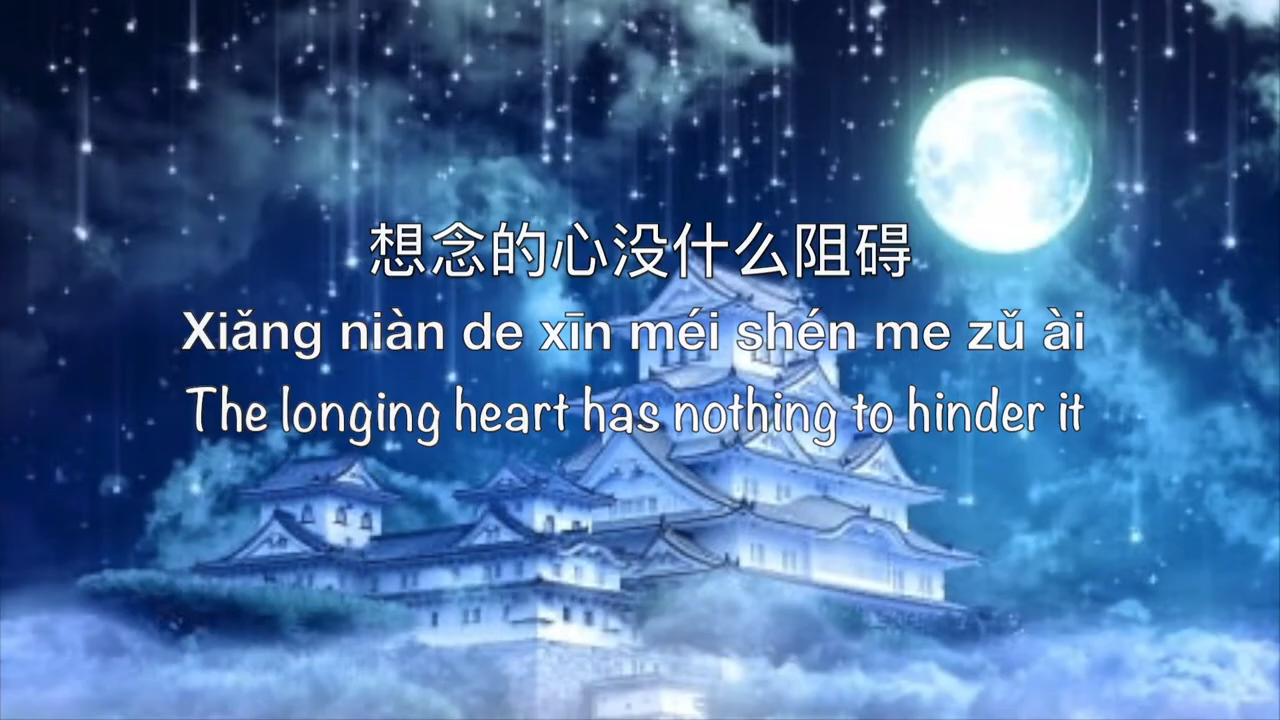 想念的心没什么阻碍
Xiǎng niàn de xīn méi shén me zǔ ài
The longing heart has nothing to hinder it